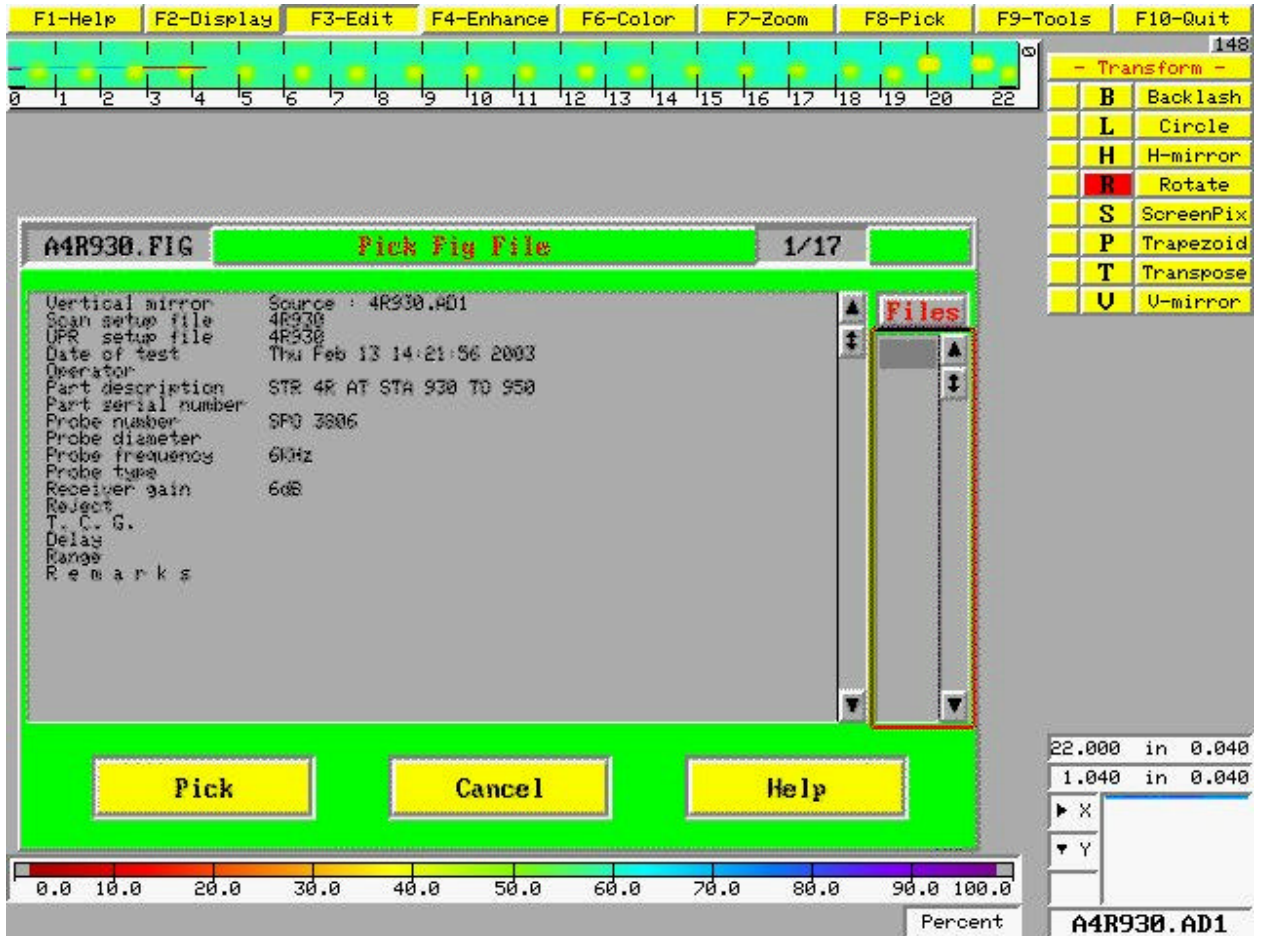 F1-Help F2-Display F3-Edit F4-Enhance F6-Color F7-Zoom F8-Pick F9-Tools F10-Quit
148
0 1 2 3 4 5 6 7 8 9 10 11 12 13 14 15 16 17 18 19 20 22
- Transform -
B Backlash
L Circle
H H-mirror
R Rotate
S ScreenPix
P Trapezoid
T Transpose
V V-mirror
A4R930.FIG Pick Fig File 1/17
Files
Vertical mirror Source : 4R930.AD1
Scan setup file 4R930
UPR setup file 4R930
Date of test Thu Feb 13 14:21:56 2003
Operator
Part description STR 4R AT STA 930 TO 950
Part serial number
Probe number SPO 3806
Probe diameter
Probe frequency 6KHz
Probe type
Receiver gain 6dB
Reject
T. C. G.
Delay
Range
R e m a r k s
Pick Cancel Help
22.000 in 0.040
1.040 in 0.040
X
Y
0.0 10.0 20.0 30.0 40.0 50.0 60.0 70.0 80.0 90.0 100.0
Percent
A4R930.AD1